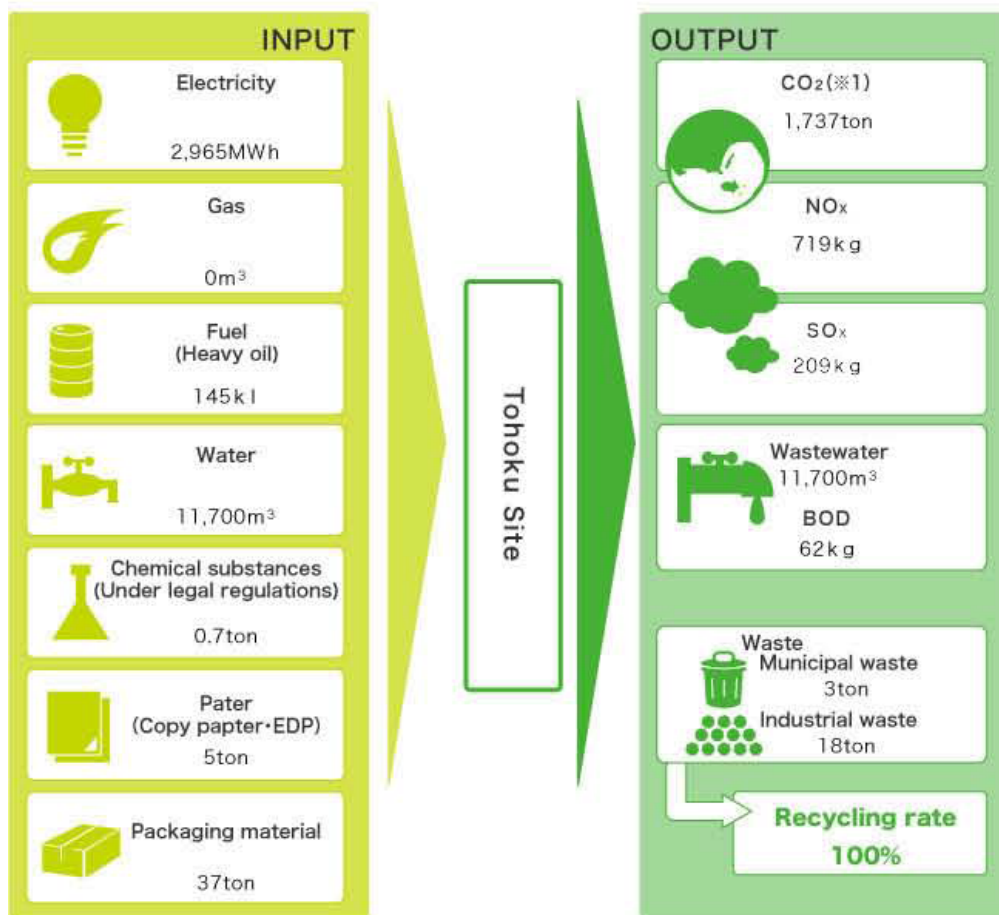 INPUT
Electricity
2,965MWh
Gas
0m³
Fuel
(Heavy oil)
145kl
Water
11,700m³
Chemical substances
(Under legal regulations)
0.7ton
Pater
(Copy papter・EDP)
5ton
Packaging material
37ton
Tohoku Site
OUTPUT
CO₂(※1)
1,737ton
NOx
719kg
SOx
209kg
Wastewater
11,700m³
BOD
62kg
Waste
Municipal waste
3ton
Industrial waste
18ton
Recycling rate
100%